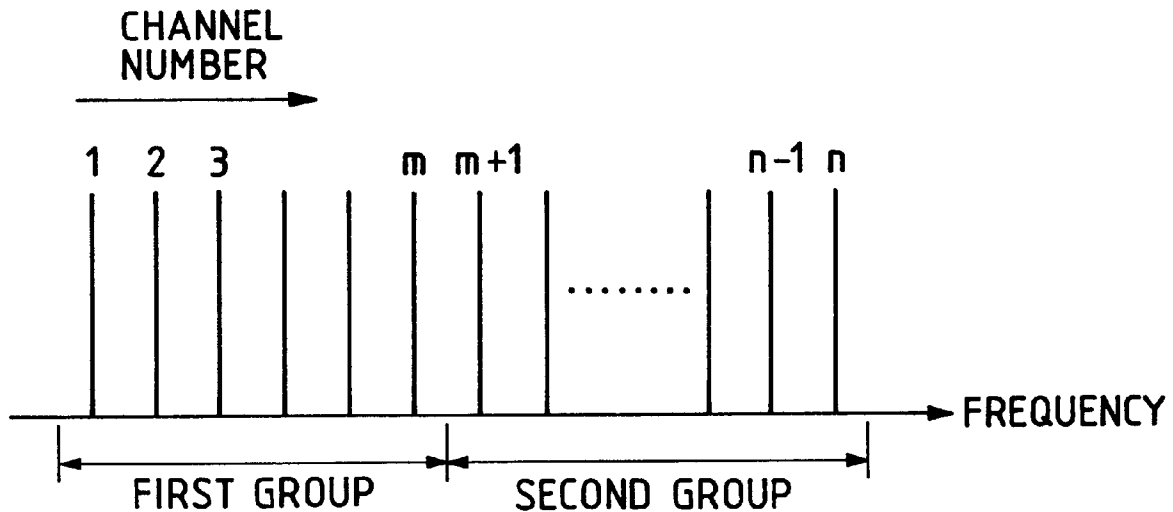 CHANNEL
NUMBER
1 2 3 m m+1 n-1 n
........
FREQUENCY
FIRST GROUP SECOND GROUP